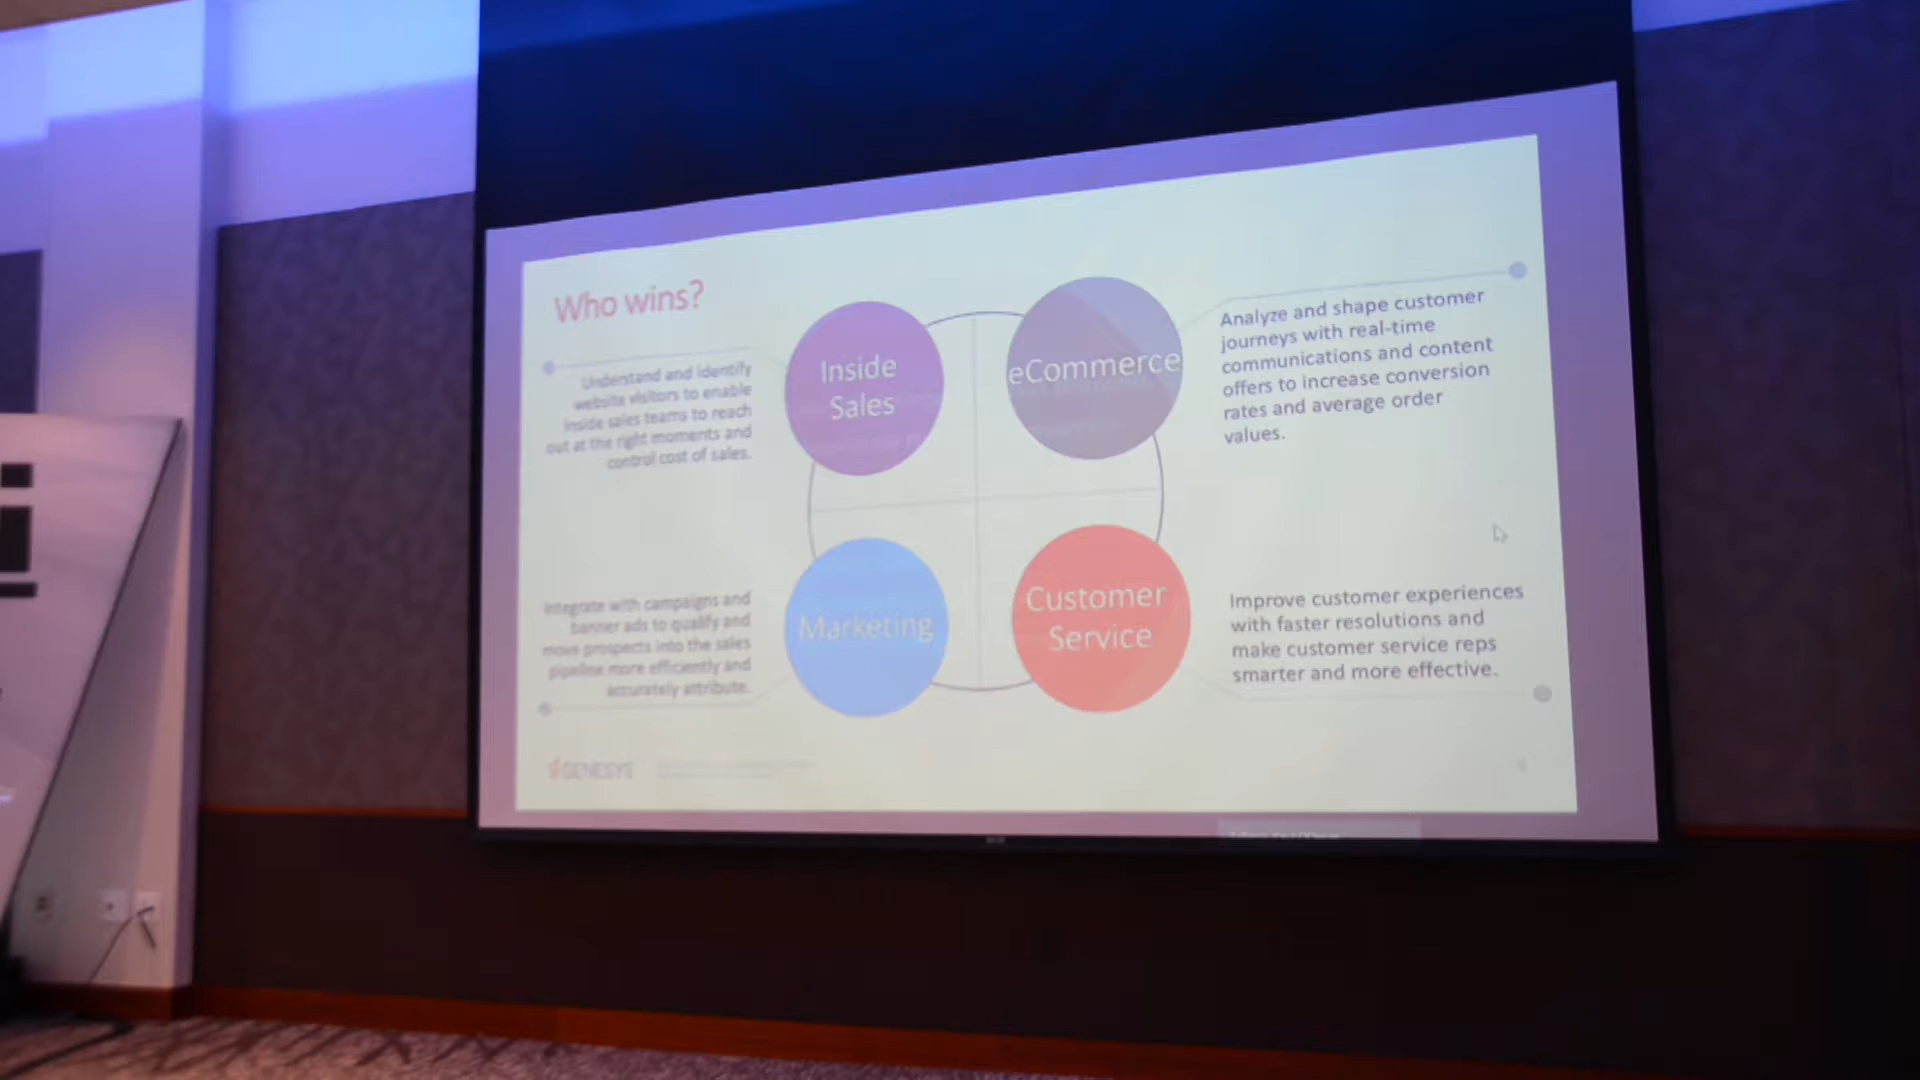 Who wins?
Understand and identify
website visitors to enable
inside sales teams to reach
out at the right moments and
control cost of sales.
Inside
Sales
eCommerce
Analyze and shape customer
journeys with real-time
communications and content
offers to increase conversion
rates and average order
values.
Integrate with campaigns and
banner ads to qualify and
move prospects into the sales
pipeline more efficiently and
accurately attribute.
Marketing
Customer
Service
Improve customer experiences
with faster resolutions and
make customer service reps
smarter and more effective.
GENESYS